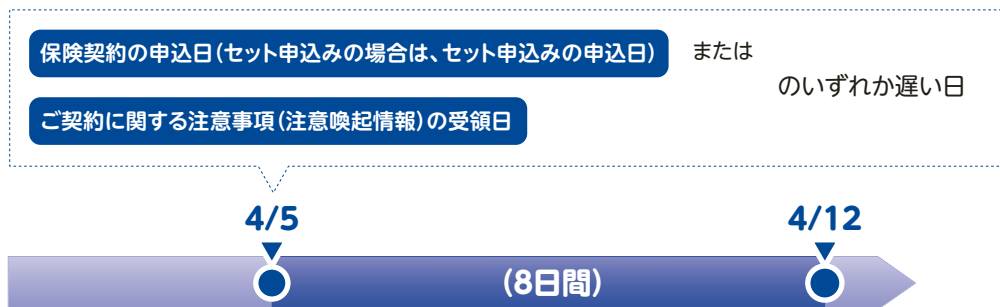 保険契約の申込日(セット申込みの場合は、セット申込みの申込日) または
のいずれか遅い日
ご契約に関する注意事項(注意喚起情報)の受領日
4/5 4/12
(8日間)